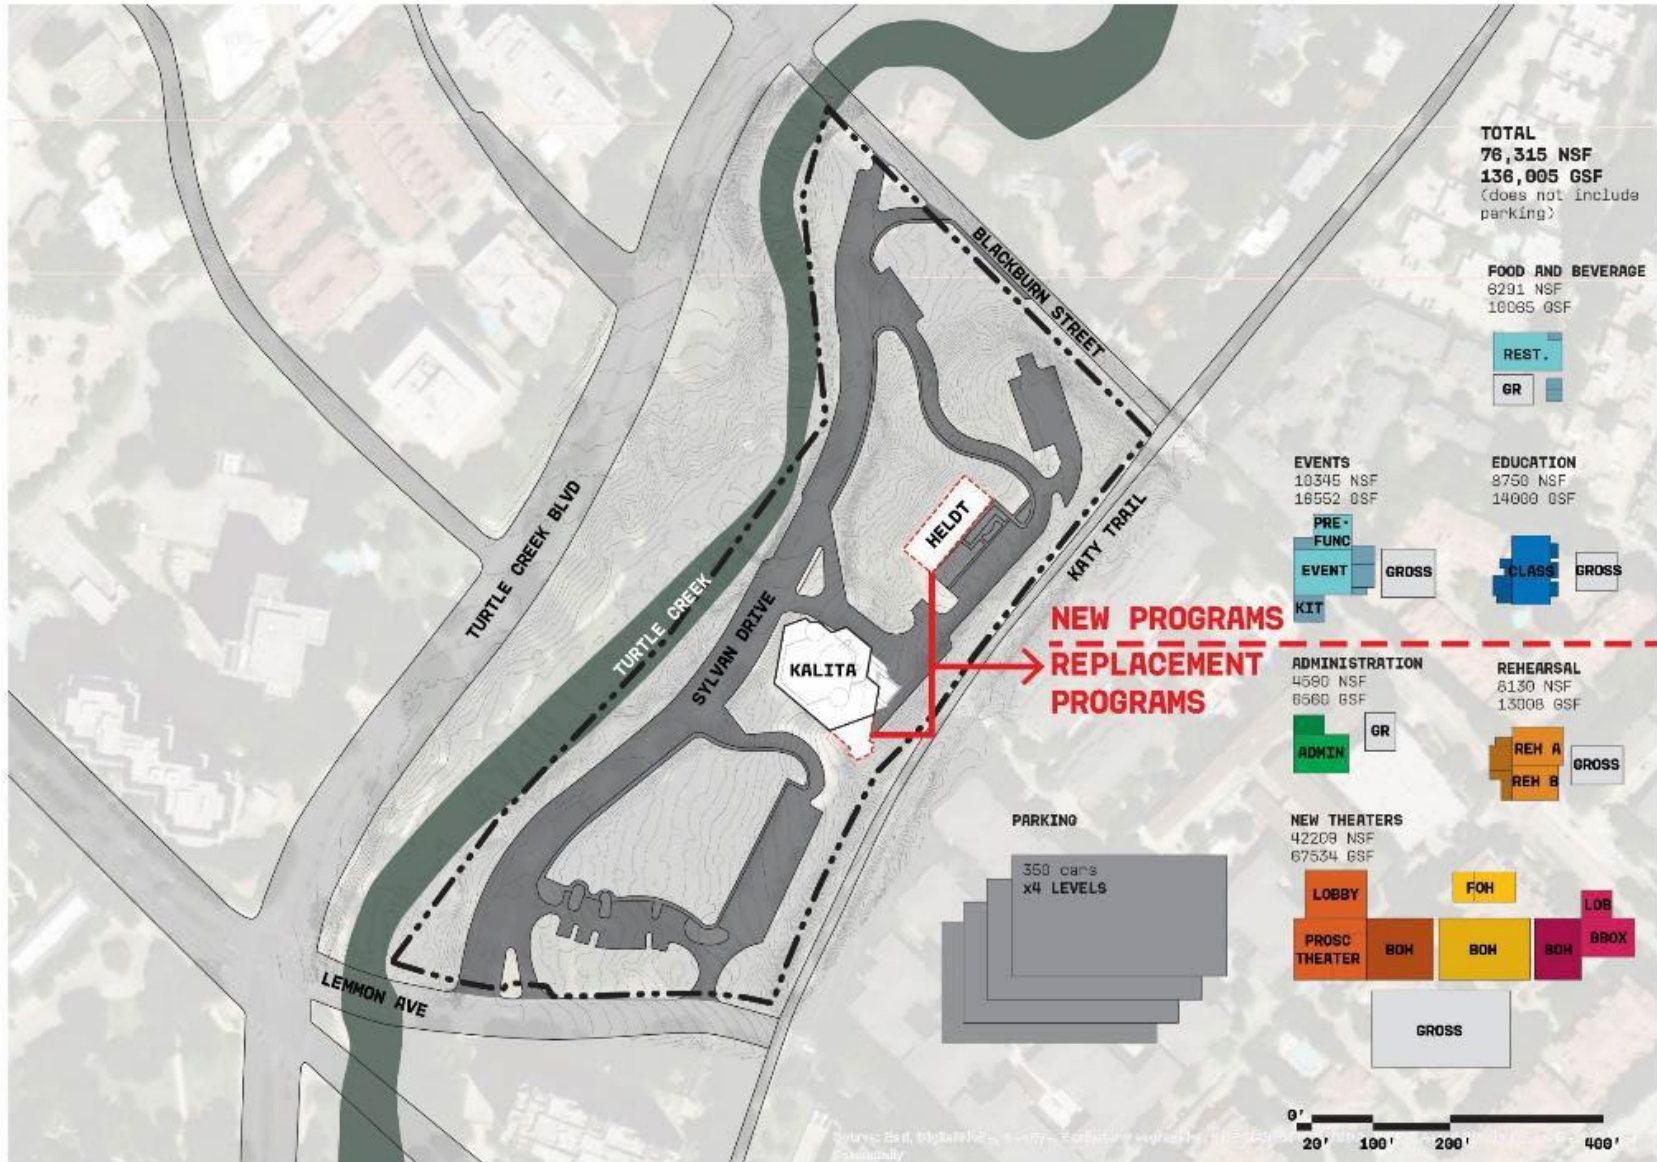 TOTAL
76,315 NSF
136,005 GSF
(does not include
parking)
FOOD AND BEVERAGE
6291 NSF
10065 GSF
REST.
GR
EVENTS
10345 NSF
16552 GSF
PRE-
FUNC
EVENT
KIT
GROSS
EDUCATION
8750 NSF
14000 GSF
CLASS
GROSS
NEW PROGRAMS
REPLACEMENT
PROGRAMS
ADMINISTRATION
4590 NSF
6560 GSF
ADMIN
GR
REHEARSAL
8130 NSF
13008 GSF
REH A
REH B
GROSS
NEW THEATERS
42209 NSF
67534 GSF
LOBBY
PROSC
THEATER
BOH
FOH
BOH
BOH
LOB
BBOX
GROSS
PARKING
350 cars
x4 LEVELS
BLACKBURN STREET
KATY TRAIL
TURTLE CREEK BLVD
TURTLE CREEK
SYLVAN DRIVE
HELDT
KALITA
LEMMON AVE
0'
20'
100'
200'
400'